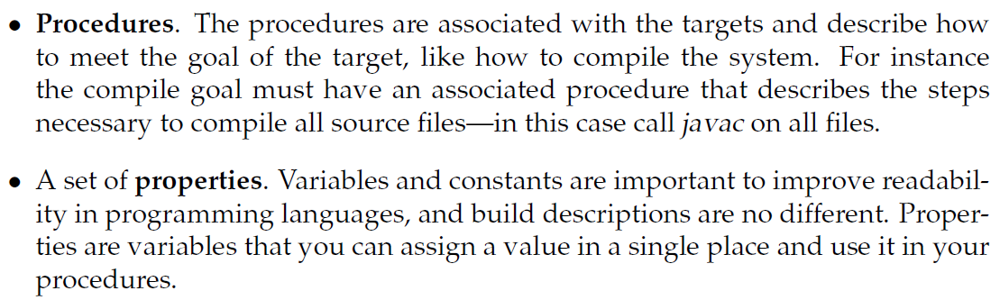 • Procedures. The procedures are associated with the targets and describe how
to meet the goal of the target, like how to compile the system. For instance
the compile goal must have an associated procedure that describes the steps
necessary to compile all source files—in this case call javac on all files.
• A set of properties. Variables and constants are important to improve readabil-
ity in programming languages, and build descriptions are no different. Proper-
ties are variables that you can assign a value in a single place and use it in your
procedures.